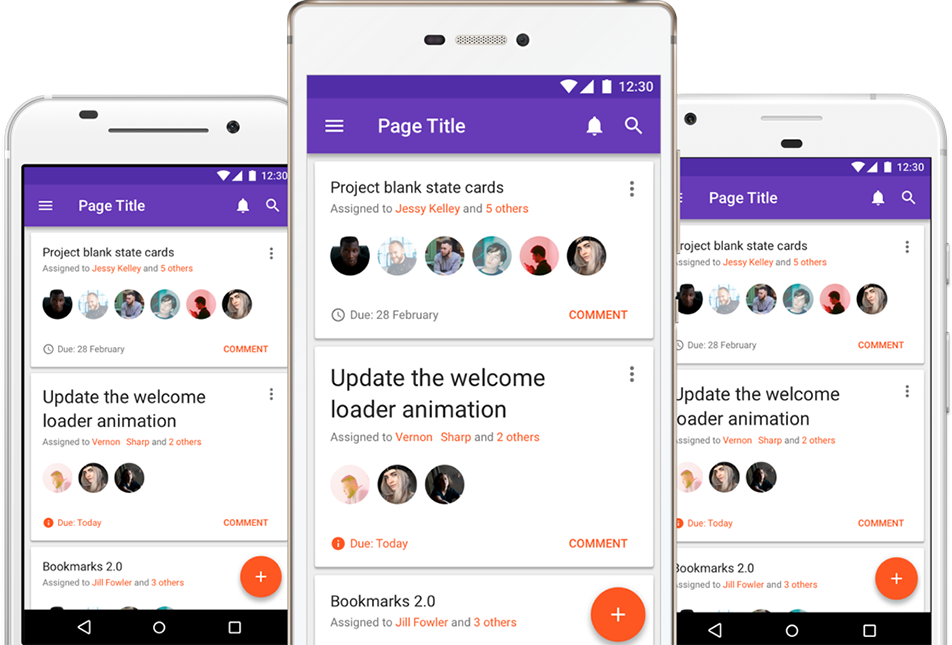 12:30
Page Title
Project blank state cards
Assigned to Jessy Kelley and 5 others
Due: 28 February
COMMENT
Update the welcome
loader animation
Assigned to Vernon Sharp and 2 others
Due: Today
COMMENT
Bookmarks 2.0
Assigned to Jill Fowler and 3 others
12:30
Page Title
Project blank state cards
Assigned to Jessy Kelley and 5 others
Due: 28 February
COMMENT
Update the welcome
loader animation
Assigned to Vernon Sharp and 2 others
Due: Today
COMMENT
Bookmarks 2.0
Assigned to Jill Fowler and 3 others
12:30
Page Title
roject blank state cards
ssigned to Jessy Kelley and 5 others
Due: 28 February
COMMENT
Update the welcome
oader animation
ssigned to Vernon Sharp and 2 others
Due: Today
COMMENT
Bookmarks 2.0
ssigned to Jill Fowler and 3 others